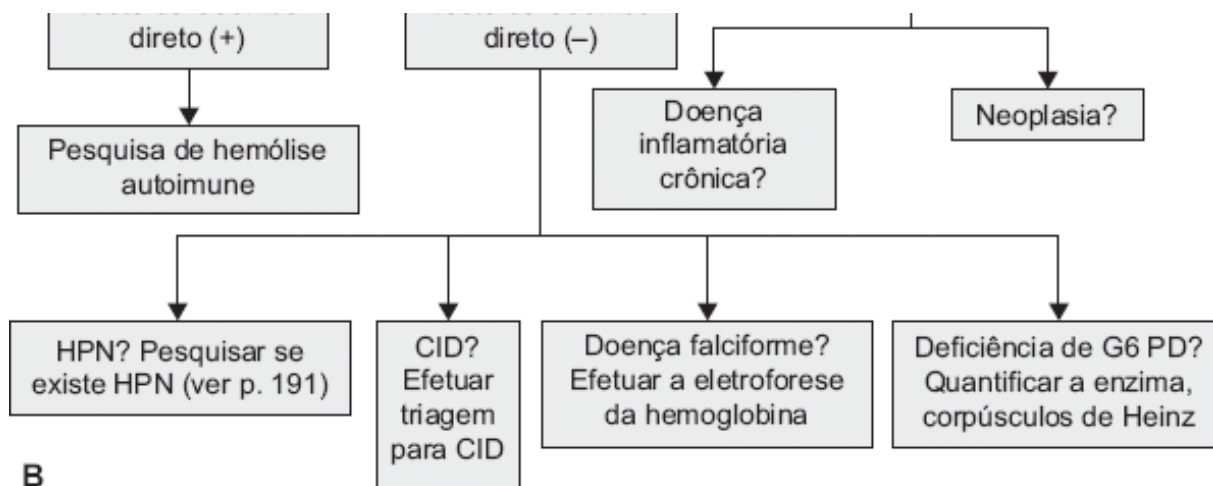 direto (+)
direto (–)
Doença
inflamatória
crônica?
Neoplasia?
Pesquisa de hemólise
autoimune
HPN? Pesquisar se
existe HPN (ver p. 191)
CID?
Efetuar
triagem
para CID
Doença falciforme?
Efetuar a eletroforese
da hemoglobina
Deficiência de G6 PD?
Quantificar a enzima,
corpúsculos de Heinz
B